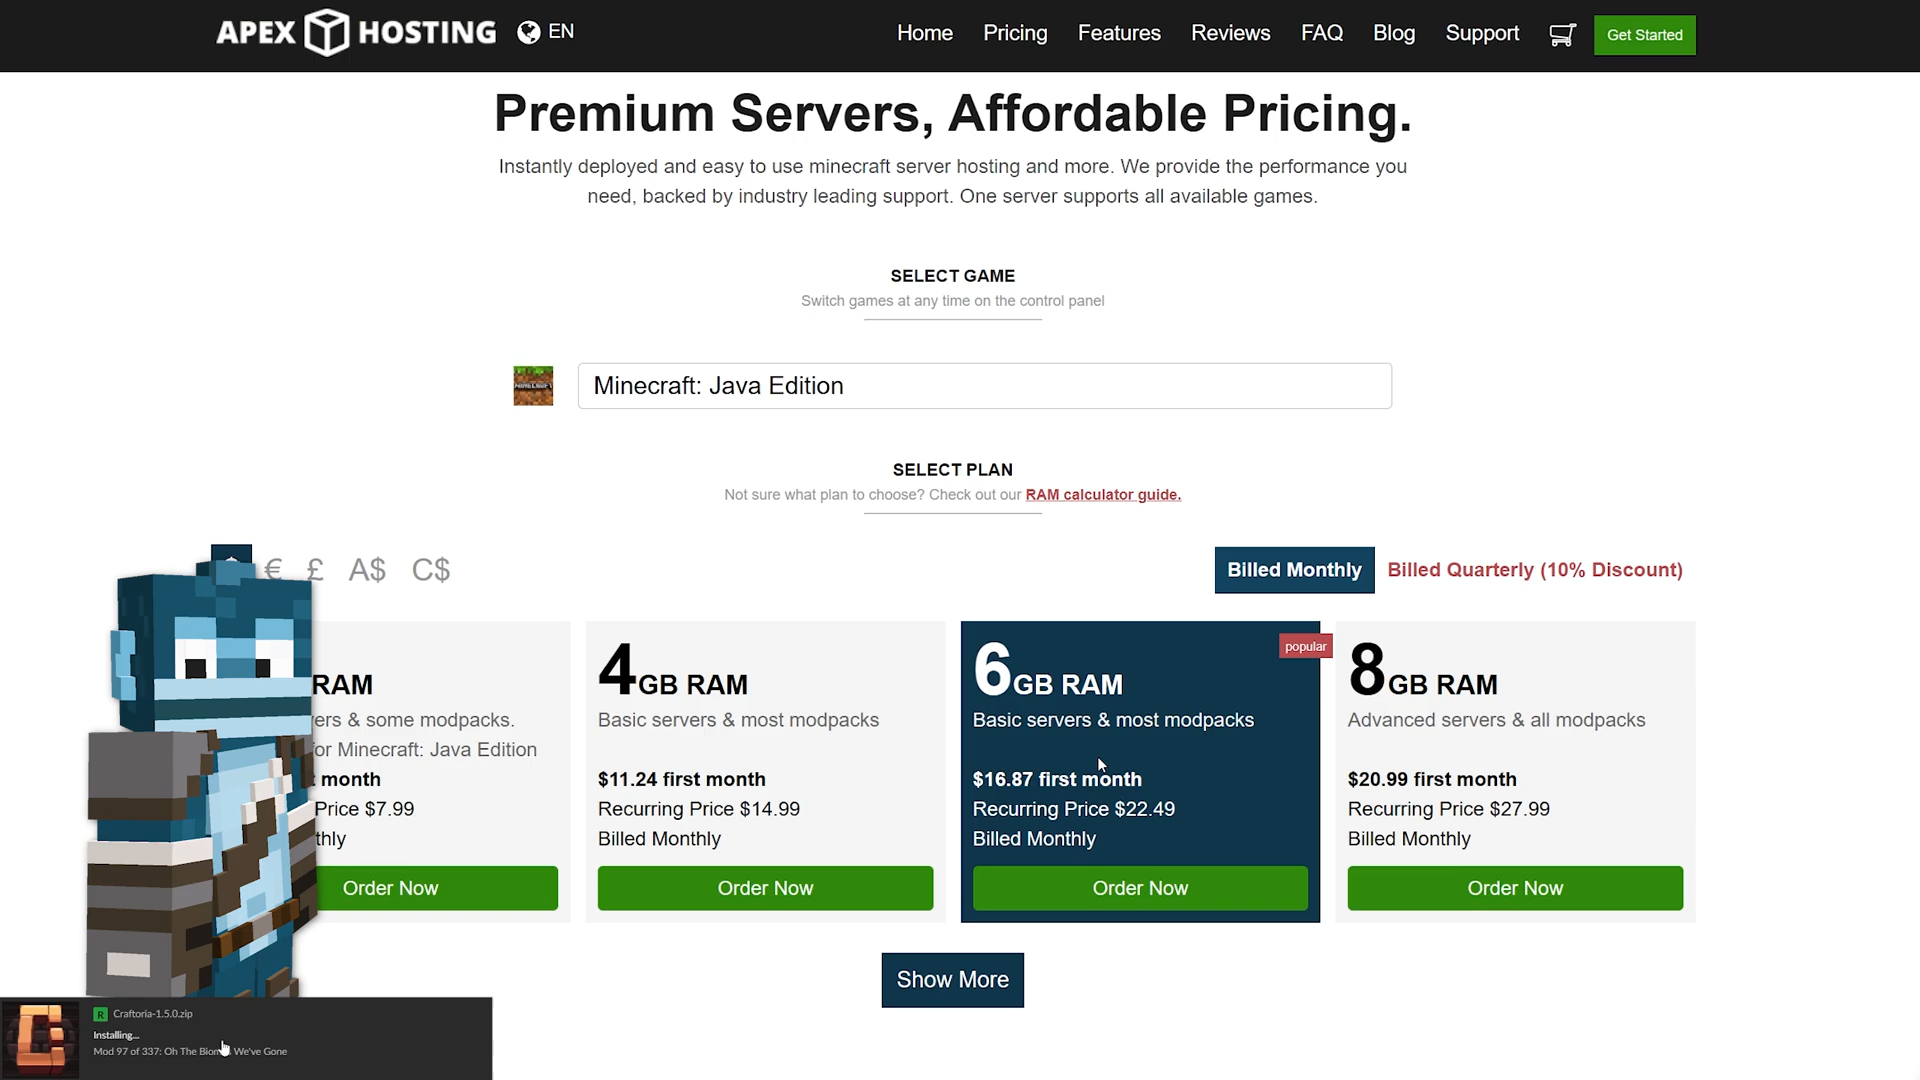 APEX HOSTING EN Home Pricing Features Reviews FAQ Blog Support Get Started
Premium Servers, Affordable Pricing.
Instantly deployed and easy to use minecraft server hosting and more. We provide the performance you
need, backed by industry leading support. One server supports all available games.
SELECT GAME
Switch games at any time on the control panel
MINECRAFT
Minecraft: Java Edition
SELECT PLAN
Not sure what plan to choose? Check out our RAM calculator guide.
€ £ A$ C$
Billed Monthly Billed Quarterly (10% Discount)
RAM
& some modpacks.
for Minecraft: Java Edition
month
Price $7.99
Order Now
4GB RAM
Basic servers & most modpacks
$11.24 first month
Recurring Price $14.99
Billed Monthly
Order Now
popular
6GB RAM
Basic servers & most modpacks
$16.87 first month
Recurring Price $22.49
Billed Monthly
Order Now
8GB RAM
Advanced servers & all modpacks
$20.99 first month
Recurring Price $27.99
Billed Monthly
Order Now
Show More
R Craftoria-1.5.0.zip
Installing...
Mod 97 of 337: Oh The We've Gone